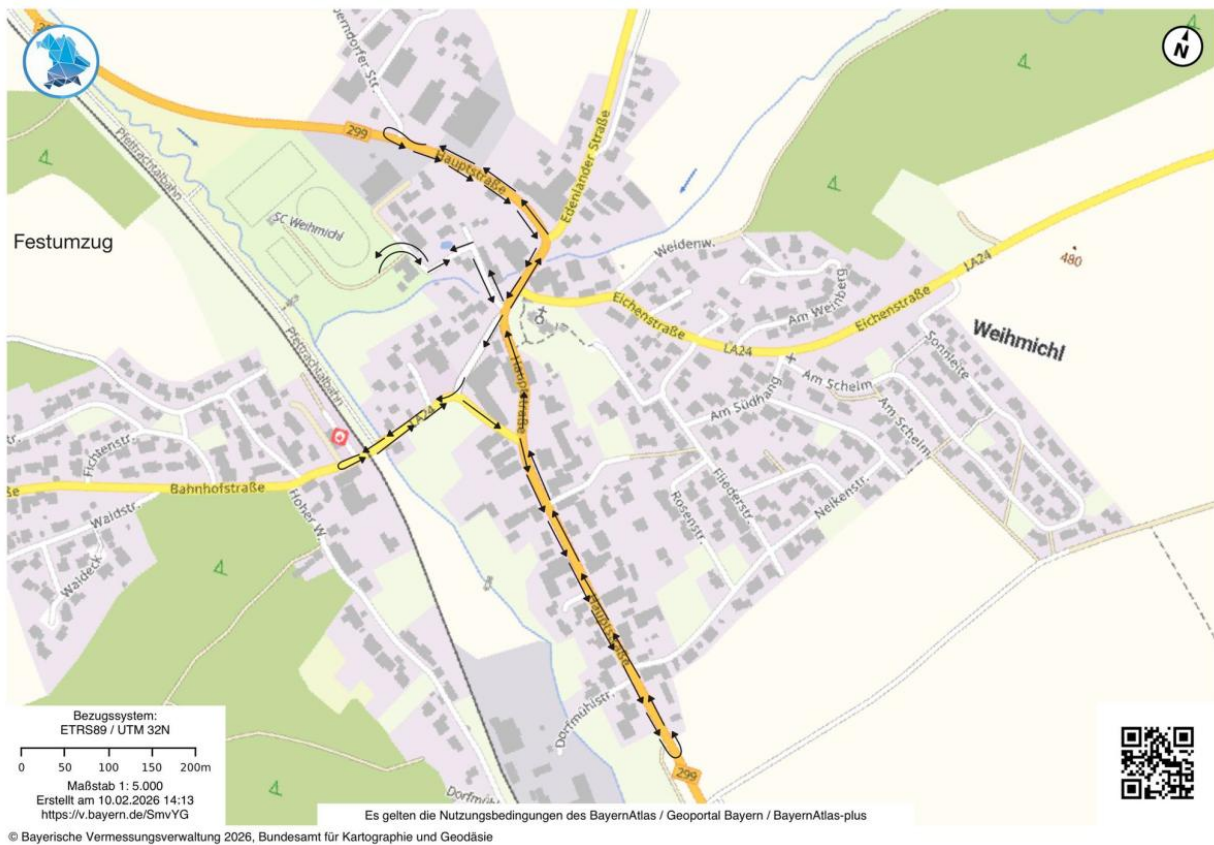 299
erndorfer Str.
N
299
Hauptstraße
Edenlander Straße
Pfettrachtalbahn
SC Weihmichl
Festumzug
Weidenw.
480
LA24
Eichenstraße
Am Weinberg
Eichenstraße
Weihmichl
LA24
Sonnleite
Pfettrachtalbahn
Hauptstraße
Am Scheim
Am Südhang
Am Scheim
LA24
Fichtenstr.
Bahnhofstraße
Waldstr.
Hoher W.
Fliederstr.
Nelkenstr.
Rosenstr.
Waldeck
Hauptstraße
Dorfmühlstr.
299
Bezugssystem:
ETRS89 / UTM 32N
0 50 100 150 200m
Maßstab 1: 5.000
Erstellt am 10.02.2026 14:13
https://v.bayern.de/SmvYG
Es gelten die Nutzungsbedingungen des BayernAtlas / Geoportal Bayern / BayernAtlas-plus
© Bayerische Vermessungsverwaltung 2026, Bundesamt für Kartographie und Geodäsie